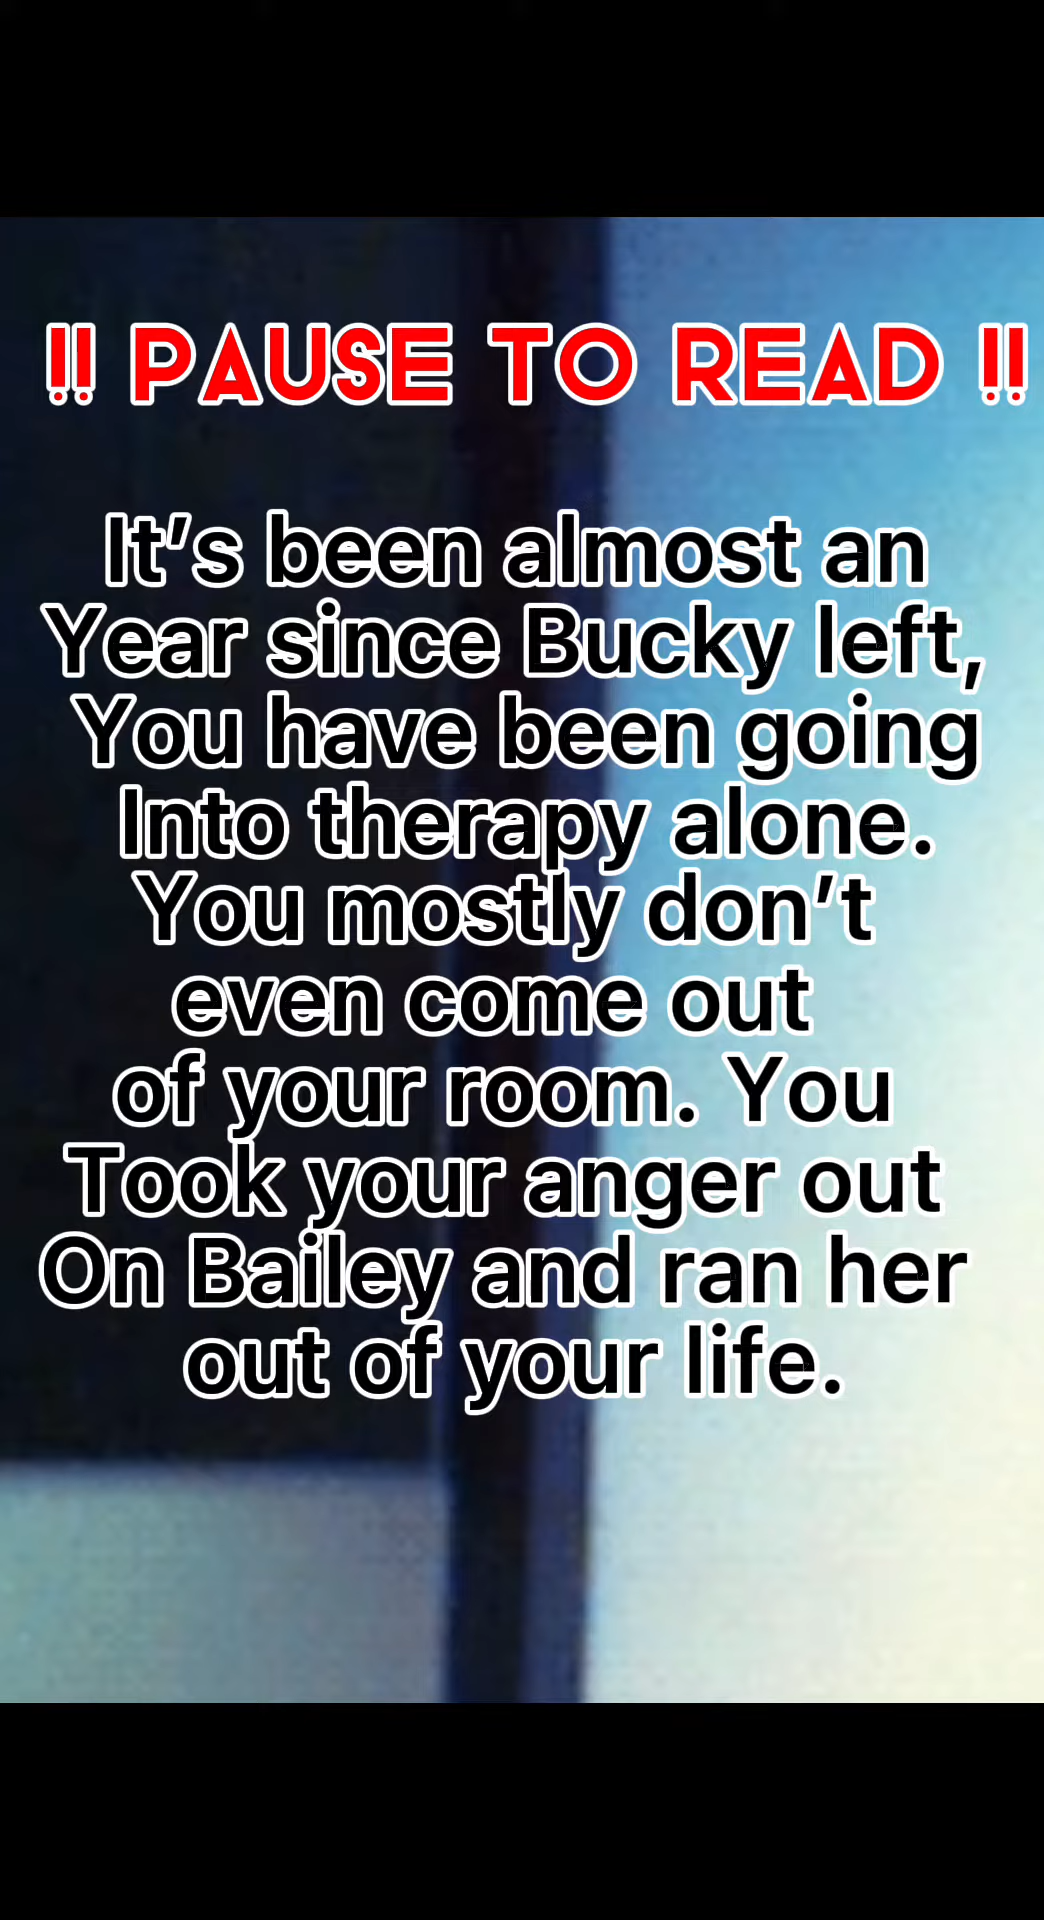 !! PAUSE TO READ !!
It's been almost an
Year since Bucky left,
You have been going
Into therapy alone.
You mostly don't
even come out
of your room. You
Took your anger out
On Bailey and ran her
out of your life.